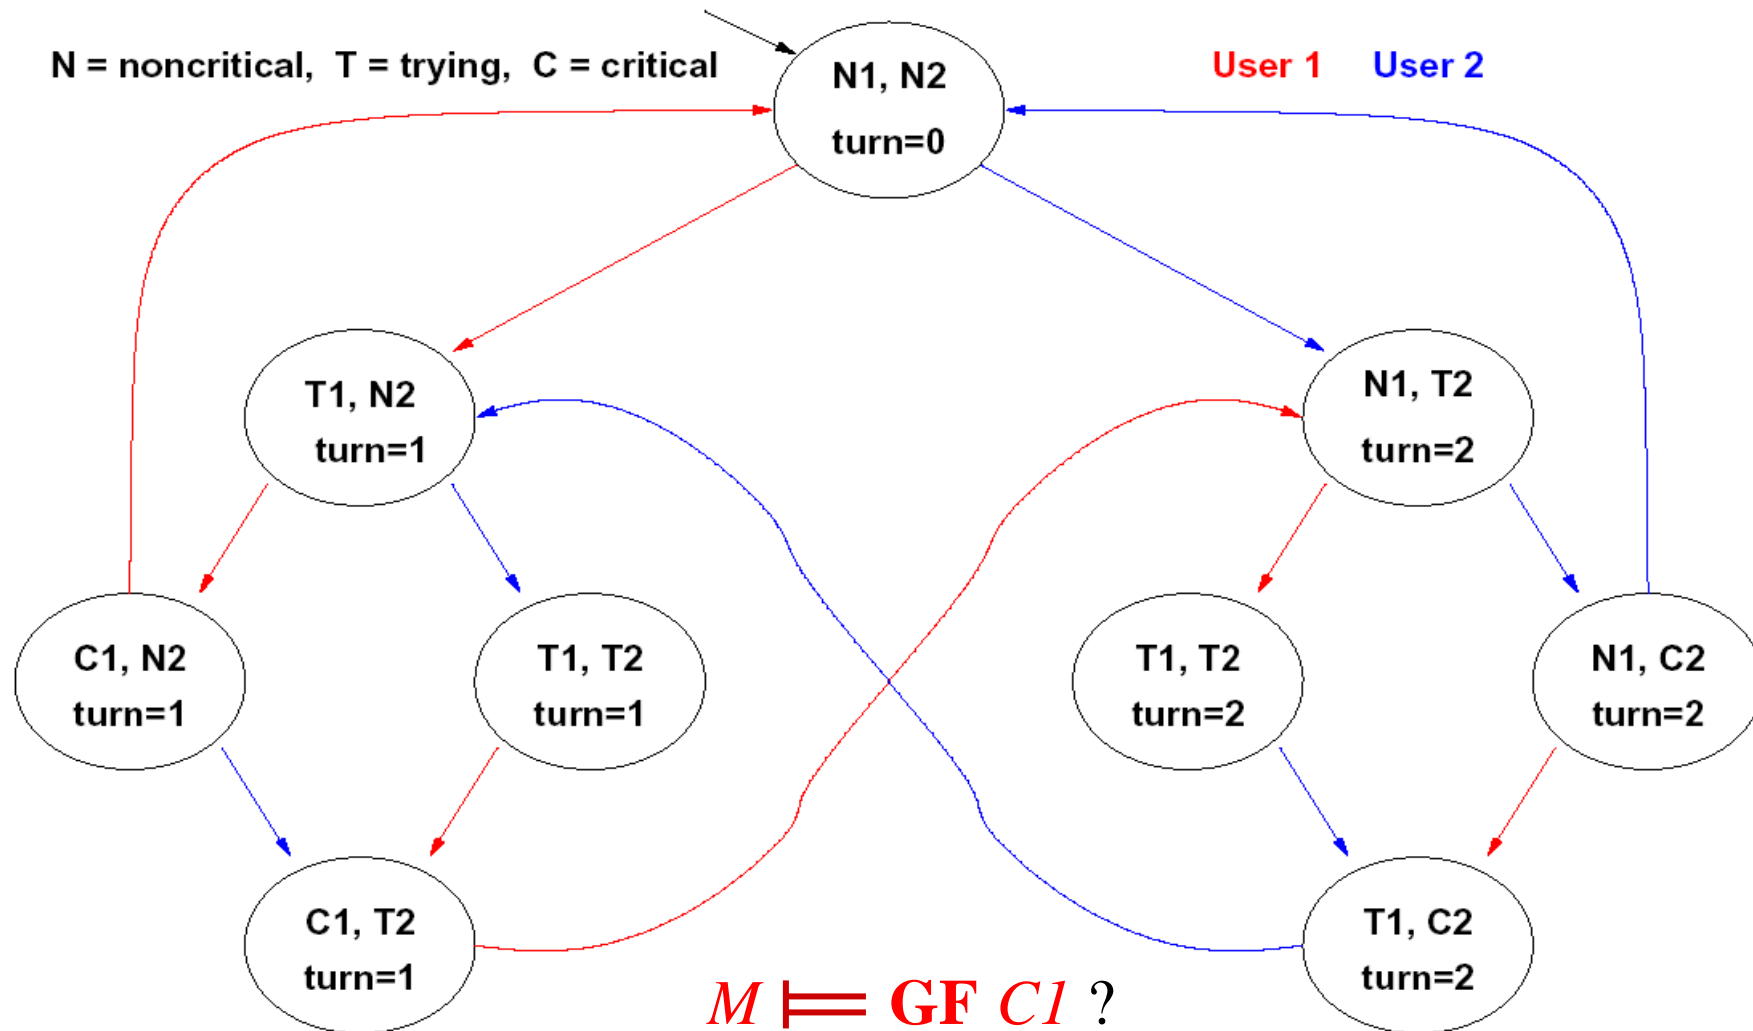 N = noncritical, T = trying, C = critical
User 1 User 2
N1, N2
turn=0
T1, N2
turn=1
N1, T2
turn=2
C1, N2
turn=1
T1, T2
turn=1
T1, T2
turn=2
N1, C2
turn=2
C1, T2
turn=1
T1, C2
turn=2
M ⊨ GF C1 ?